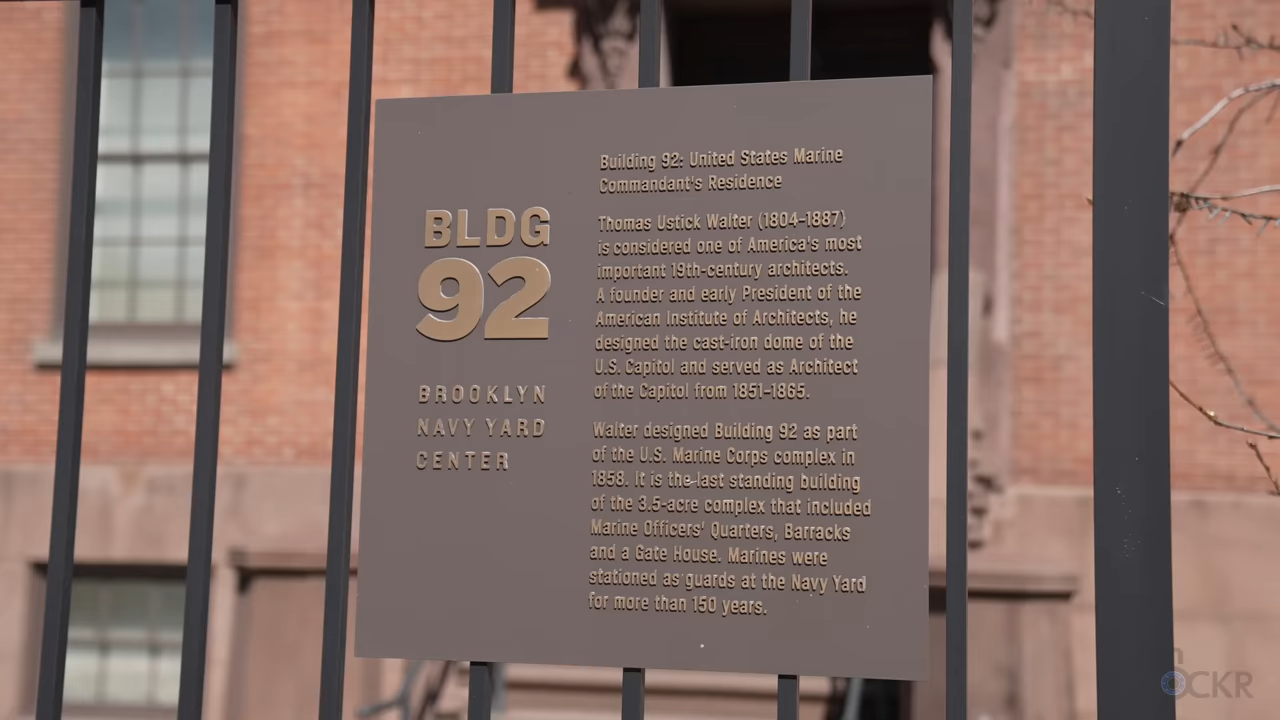 BLDG
92
BROOKLYN
NAVY YARD
CENTER
Building 92: United States Marine
Commandant's Residence
Thomas Ustick Walter (1804-1887)
is considered one of America's most
important 19th-century architects.
A founder and early President of the
American Institute of Architects, he
designed the cast-iron dome of the
U.S. Capitol and served as Architect
of the Capitol from 1851-1865.
Walter designed Building 92 as part
of the U.S. Marine Corps complex in
1858. It is the last standing building
of the 3.5-acre complex that included
Marine Officers' Quarters, Barracks
and a Gate House. Marines were
stationed as guards at the Navy Yard
for more than 150 years.